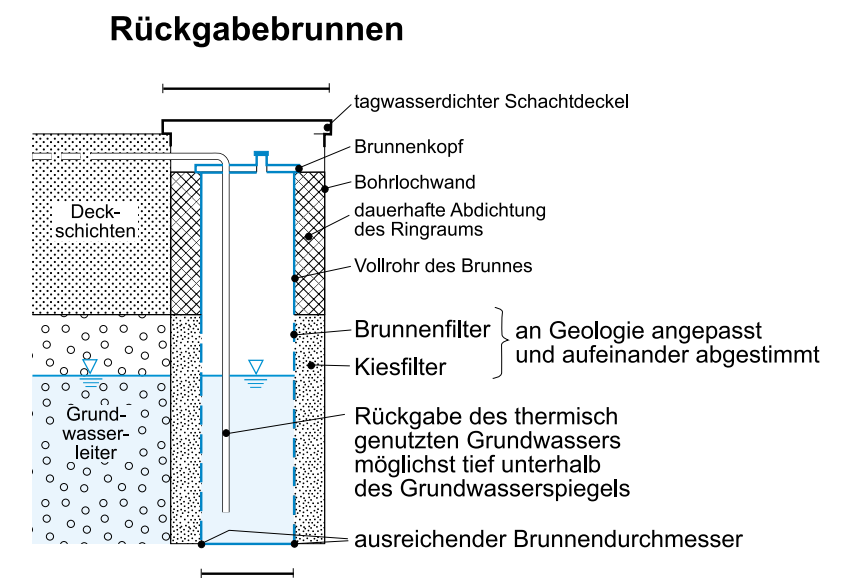 Rückgabebrunnen
tagwasserdichter Schachtdeckel
Brunnenkopf
Bohrlochwand
dauerhafte Abdichtung
des Ringraums
Vollrohr des Brunnes
Deck-
schichten
Brunnenfilter
Kiesfilter
an Geologie angepasst
und aufeinander abgestimmt
Grund-
wasser-
leiter
Rückgabe des thermisch
genutzten Grundwassers
möglichst tief unterhalb
des Grundwasserspiegels
ausreichender Brunnendurchmesser